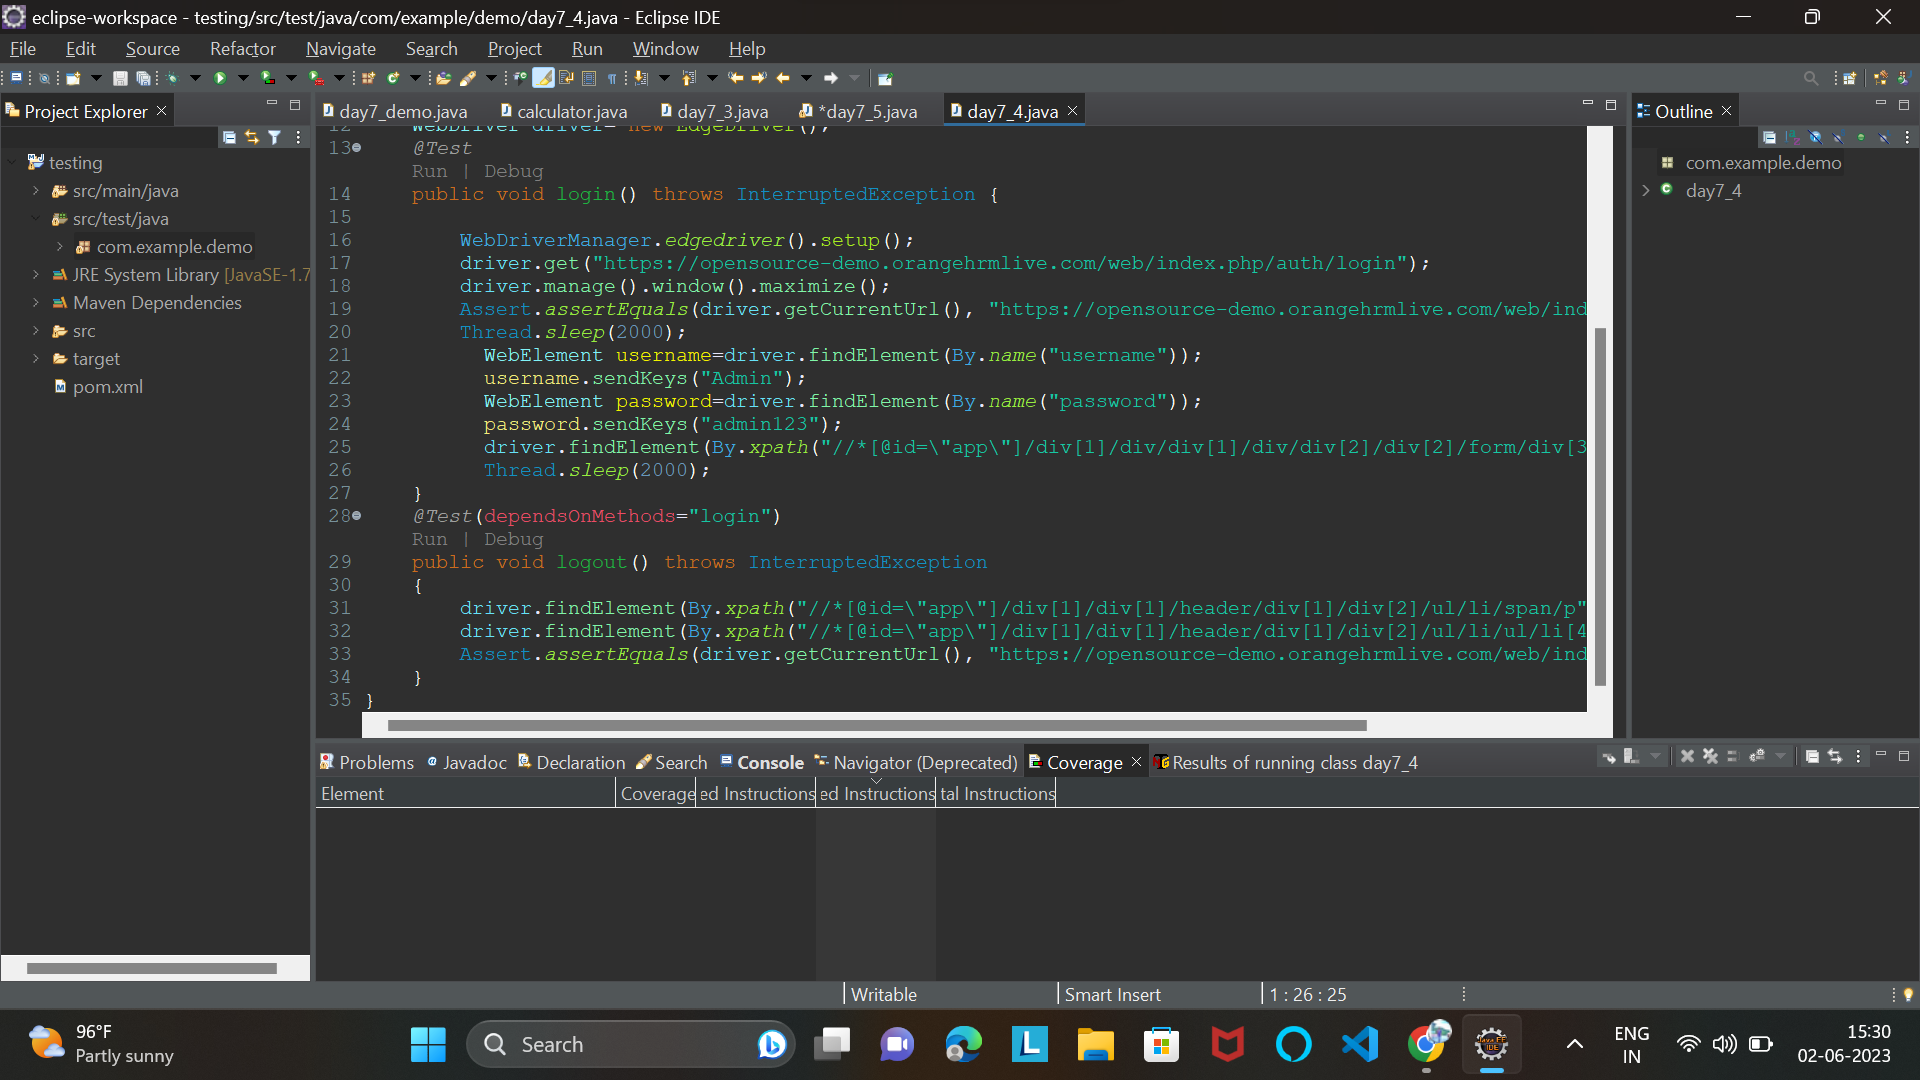 eclipse-workspace - testing/src/test/java/com/example/demo/day7_4.java - Eclipse IDE
File Edit Source Refactor Navigate Search Project Run Window Help
Project Explorer
testing
src/main/java
src/test/java
com.example.demo
JRE System Library [JavaSE-1.7
Maven Dependencies
src
target
pom.xml
day7_demo.java calculator.java day7_3.java *day7_5.java day7_4.java
12 WebDriver driver= new EdgeDriver();
13 @Test
Run | Debug
14 public void login() throws InterruptedException {
15
16 WebDriverManager.edgedriver().setup();
17 driver.get("https://opensource-demo.orangehrmlive.com/web/index.php/auth/login");
18 driver.manage().window().maximize();
19 Assert.assertEquals(driver.getCurrentUrl(), "https://opensource-demo.orangehrmlive.com/web/ind
20 Thread.sleep(2000);
21 WebElement username=driver.findElement(By.name("username"));
22 username.sendKeys("Admin");
23 WebElement password=driver.findElement(By.name("password"));
24 password.sendKeys("admin123");
25 driver.findElement(By.xpath("//*[@id=\"app\"]/div[1]/div/div[1]/div/div[2]/div[2]/form/div[3
26 Thread.sleep(2000);
27 }
28 @Test(dependsOnMethods="login")
Run | Debug
29 public void logout() throws InterruptedException
30 {
31 driver.findElement(By.xpath("//*[@id=\"app\"]/div[1]/div[1]/header/div[1]/div[2]/ul/li/span/p"
32 driver.findElement(By.xpath("//*[@id=\"app\"]/div[1]/div[1]/header/div[1]/div[2]/ul/li/ul/li[4
33 Assert.assertEquals(driver.getCurrentUrl(), "https://opensource-demo.orangehrmlive.com/web/ind
34 }
35 }
Outline
com.example.demo
day7_4
Problems Javadoc Declaration Search Console Navigator (Deprecated) Coverage Results of running class day7_4
Element Coverage ed Instructions ed Instructions tal Instructions
Writable Smart Insert 1 : 26 : 25
96°F
Partly sunny
Search
ENG
IN
15:30
02-06-2023